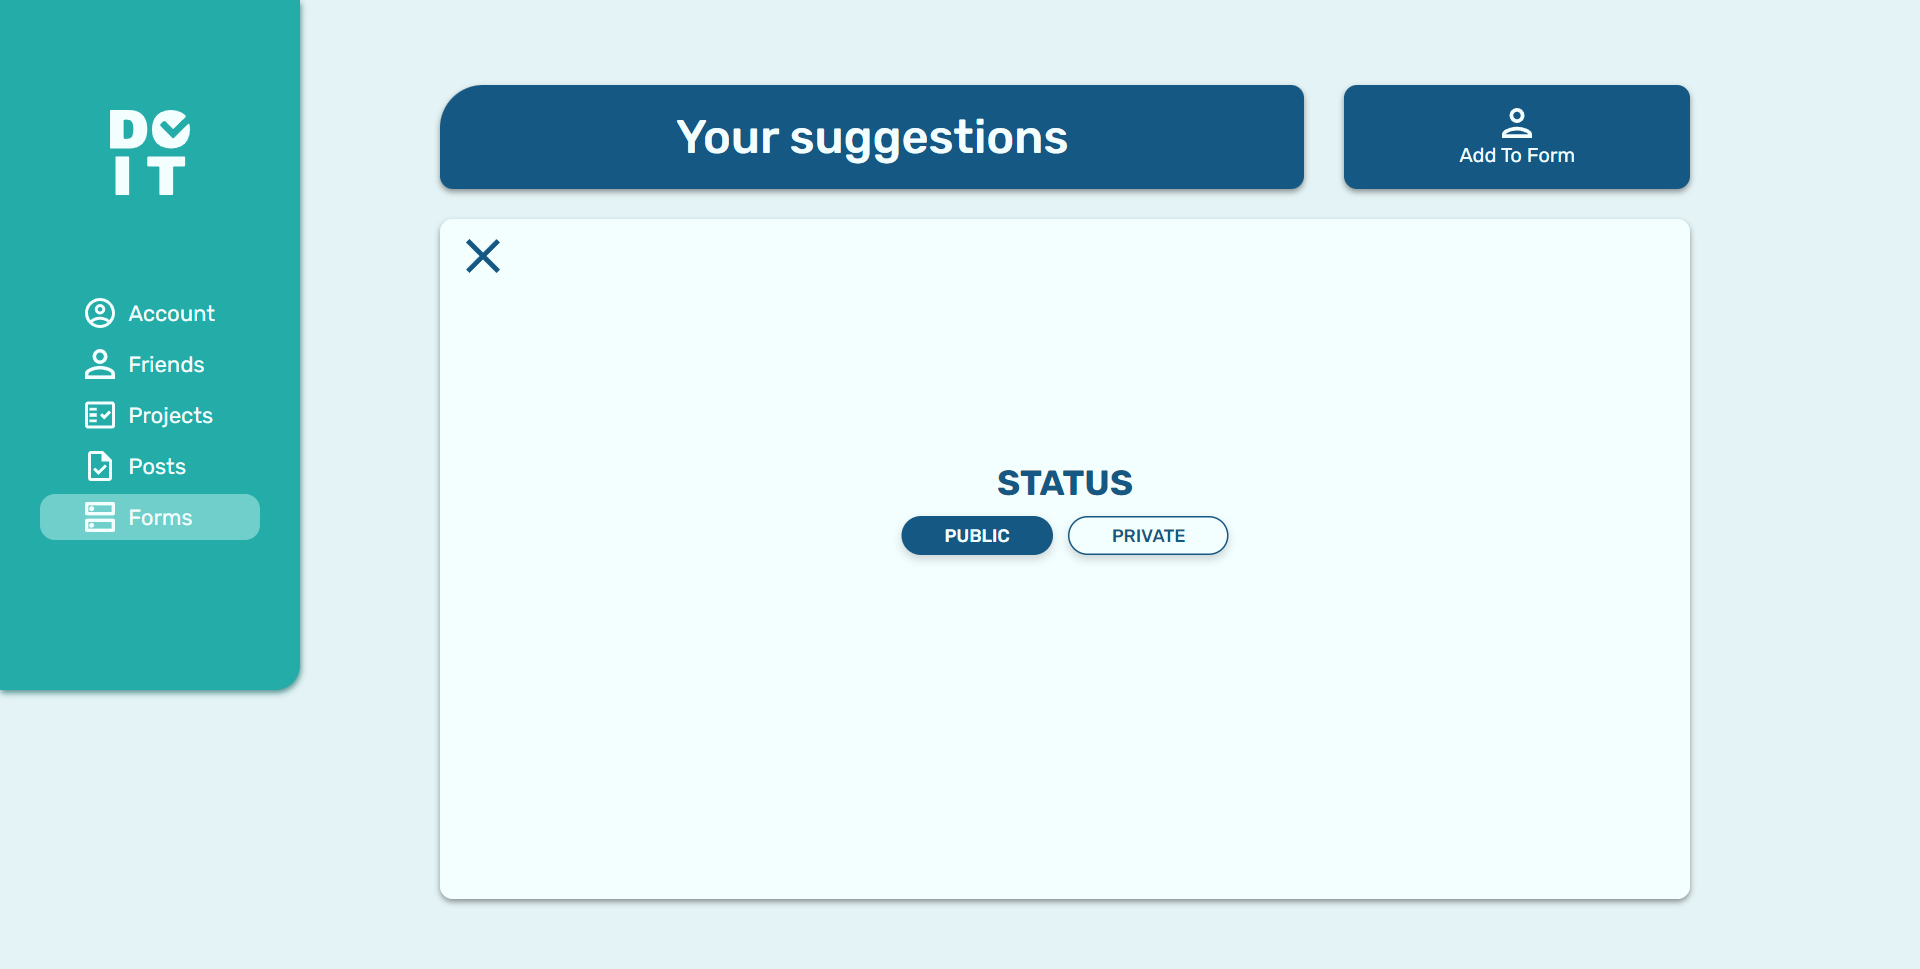 DO
IT
Account
Friends
Projects
Posts
Forms
Your suggestions
Add To Form
STATUS
PUBLIC
PRIVATE